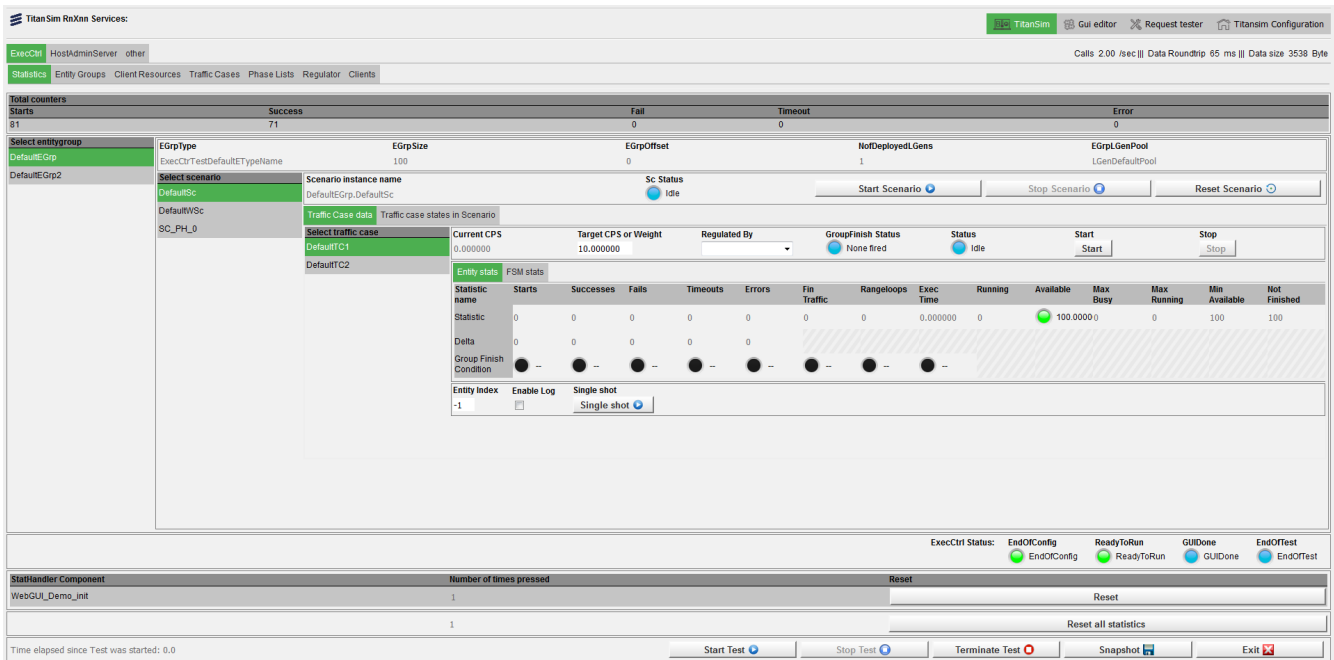 TitanSim RnXnn Services:
TitanSim Gui editor Request tester Titansim Configuration
ExecCtrl HostAdminServer other
Calls 2.00 /sec ||| Data Roundtrip 65 ms ||| Data size 3538 Byte
Statistics Entity Groups Client Resources Traffic Cases Phase Lists Regulator Clients
Total counters
Starts Success Fail Timeout Error
81 71 0 0 0
Select entitygroup
DefaultEGrp
DefaultEGrp2
EGrpType EGrpSize EGrpOffset NofDeployedLGens EGrpLGenPool
ExecCtrTestDefaultETypeName 100 0 1 LGenDefaultPool
Select scenario
DefaultSc
DefaultWSc
SC_PH_0
Scenario instance name Sc Status
DefaultEGrp.DefaultSc Idle Start Scenario Stop Scenario Reset Scenario
Traffic Case data Traffic case states in Scenario
Select traffic case
DefaultTC1
DefaultTC2
Current CPS Target CPS or Weight Regulated By GroupFinish Status Status Start Stop
0.000000 10.000000 None fired Idle Start Stop
Entity stats FSM stats
Statistic name Starts Successes Fails Timeouts Errors Fin Traffic Rangeloops Exec Time Running Available Max Busy Max Running Min Available Not Finished
Statistic 0 0 0 0 0 0 0 0.000000 0 100.0000 0 0 100 100
Delta 0 0 0 0 0
Group Finish Condition -- -- -- -- -- -- -- --
Entity Index Enable Log Single shot
-1 Single shot
ExecCtrl Status: EndOfConfig ReadyToRun GUIDone EndOfTest
EndOfConfig ReadyToRun GUIDone EndOfTest
StatHandler Component Number of times pressed Reset
WebGUI_Demo_init 1 Reset
1 Reset all statistics
Time elapsed since Test was started: 0.0 Start Test Stop Test Terminate Test Snapshot Exit